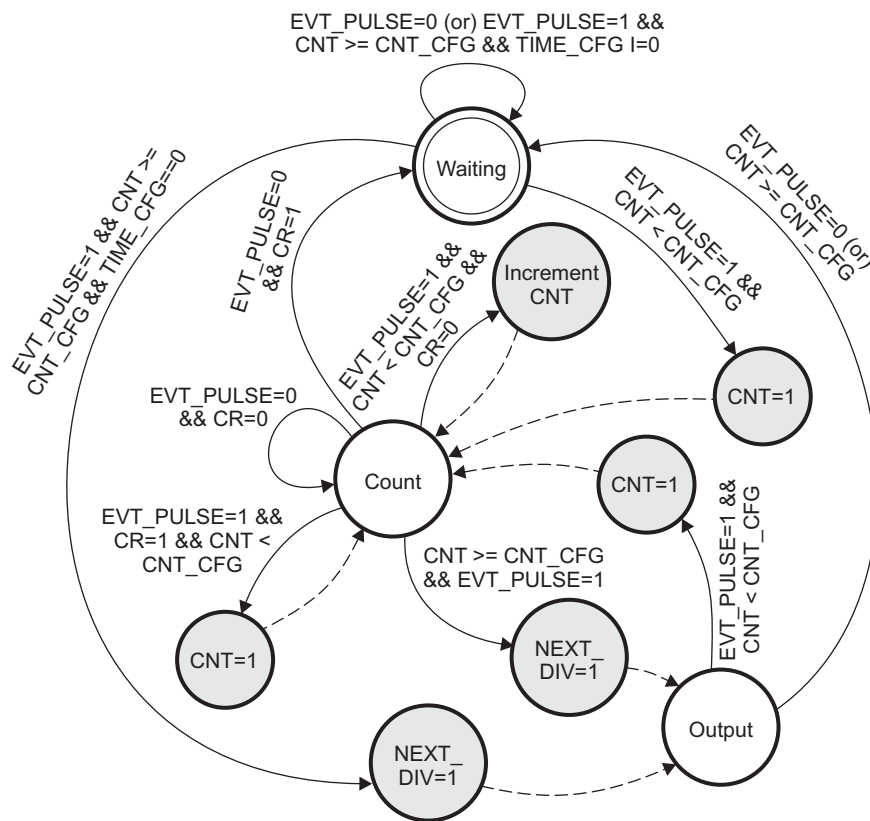 EVT_PULSE=0 (or) EVT_PULSE=1 &&
CNT >= CNT_CFG && TIME_CFG I=0
Waiting
EVT_PULSE=1 && CNT >=
CNT_CFG && TIME_CFG==0
EVT_PULSE=0
&& CR=1
EVT_PULSE=1 &&
CNT < CNT_CFG &&
CR=0
Increment
CNT
EVT_PULSE=1 &&
CNT < CNT_CFG
EVT_PULSE=0 (or)
CNT >= CNT_CFG
CNT=1
EVT_PULSE=0
&& CR=0
Count
CNT=1
EVT_PULSE=1 &&
CR=1 && CNT <
CNT_CFG
CNT >= CNT_CFG
&& EVT_PULSE=1
EVT_PULSE=1 &&
CNT < CNT_CFG
CNT=1
NEXT_
DIV=1
Output
NEXT_
DIV=1